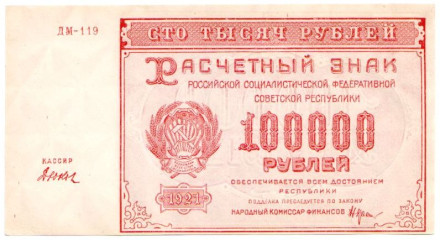 ДМ-119
СТО ТЫСЯЧ РУБЛЕЙ
РАСЧЕТНЫЙ ЗНАК
РОССИЙСКОЙ СОЦИАЛИСТИЧЕСКОЙ ФЕДЕРАТИВНОЙ
СОВЕТСКОЙ РЕСПУБЛИКИ
100000
РУБЛЕЙ
1921
КАССИР
ОБЕСПЕЧИВАЕТСЯ ВСЕМ ДОСТОЯНИЕМ
РЕСПУБЛИКИ
ПОДДЕЛКА ПРЕСЛЕДУЕТСЯ ПО ЗАКОНУ
НАРОДНЫЙ КОМИССАР ФИНАНСОВ